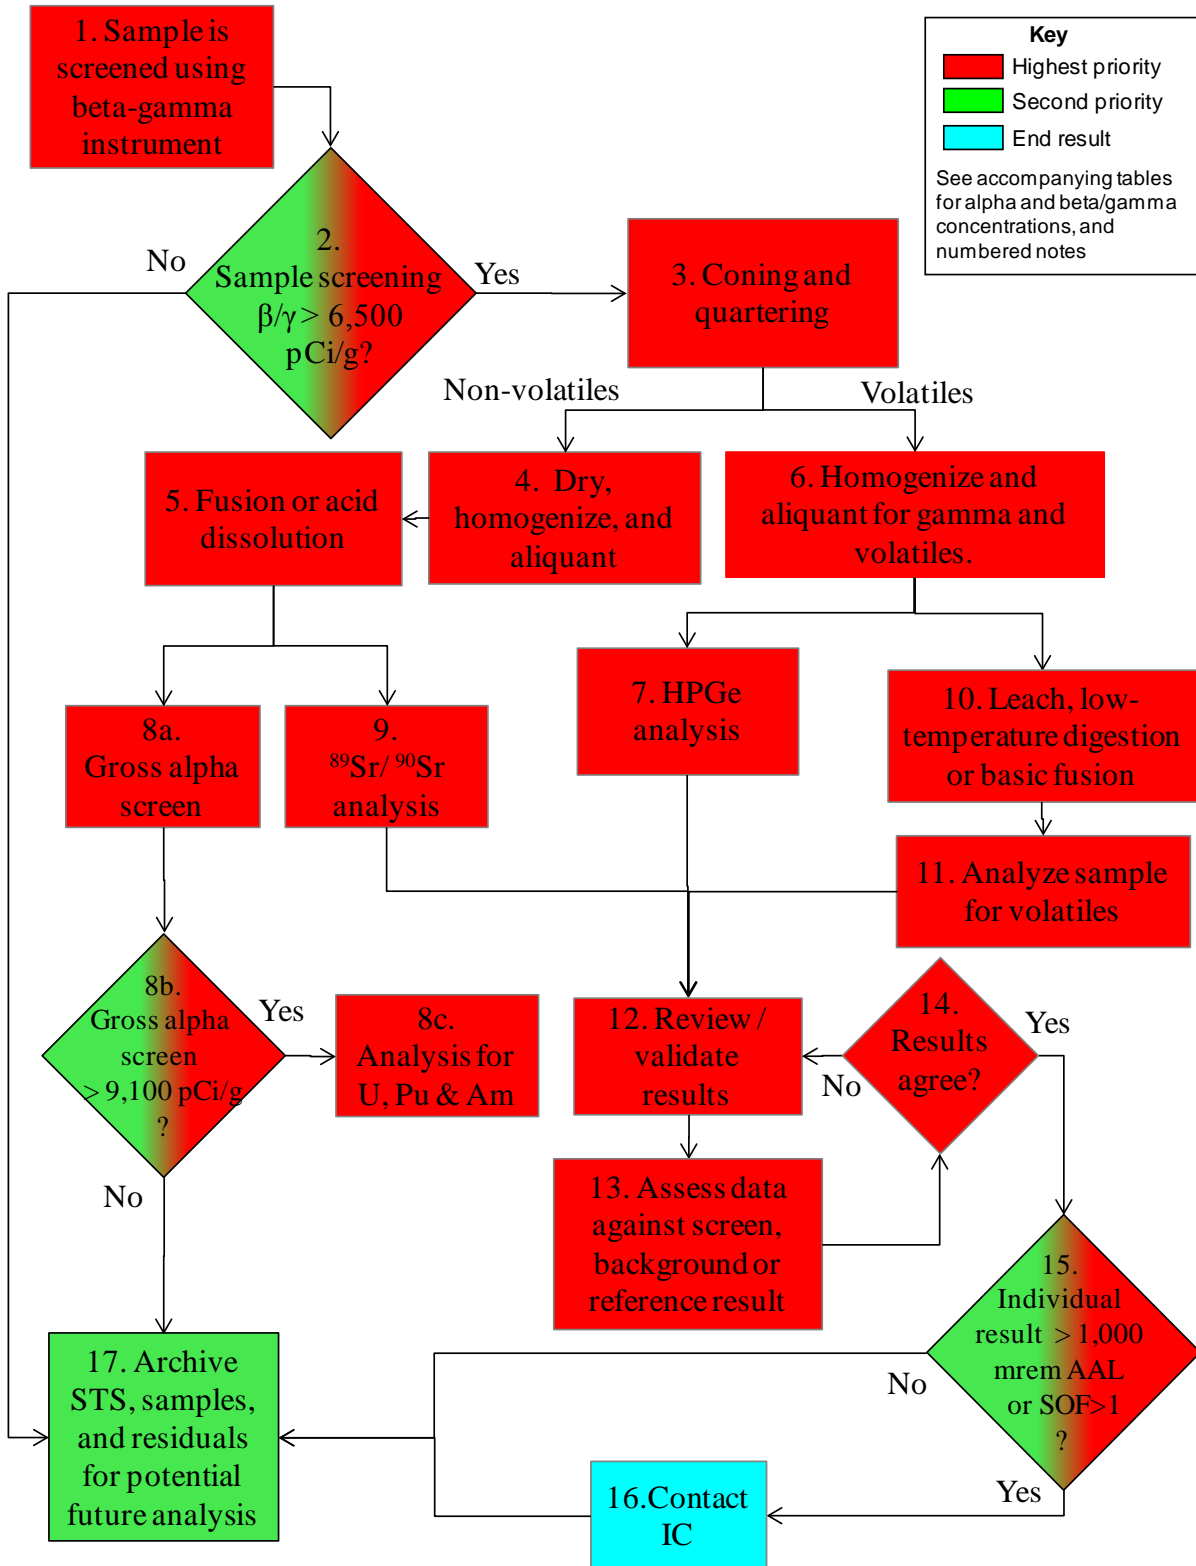 1. Sample is
screened using
beta-gamma
instrument
Key
Highest priority
Second priority
End result
See accompanying tables
for alpha and beta/gamma
concentrations, and
numbered notes
2.
Sample screening
β/γ > 6,500
pCi/g?
No
Yes
3. Coning and
quartering
Non-volatiles
Volatiles
5. Fusion or acid
dissolution
4. Dry,
homogenize, and
aliquant
6. Homogenize and
aliquant for gamma and
volatiles.
8a.
Gross alpha
screen
9.
⁸⁹Sr/ ⁹⁰Sr
analysis
7. HPGe
analysis
10. Leach, low-
temperature digestion
or basic fusion
11. Analyze sample
for volatiles
8b.
Gross alpha
screen
> 9,100 pCi/g
?
Yes
No
8c.
Analysis for
U, Pu & Am
12. Review /
validate
results
14.
Results
agree?
No
Yes
13. Assess data
against screen,
background or
reference result
15.
Individual
result > 1,000
mrem AAL
or SOF>1
?
No
Yes
17. Archive
STS, samples,
and residuals
for potential
future analysis
16.Contact
IC